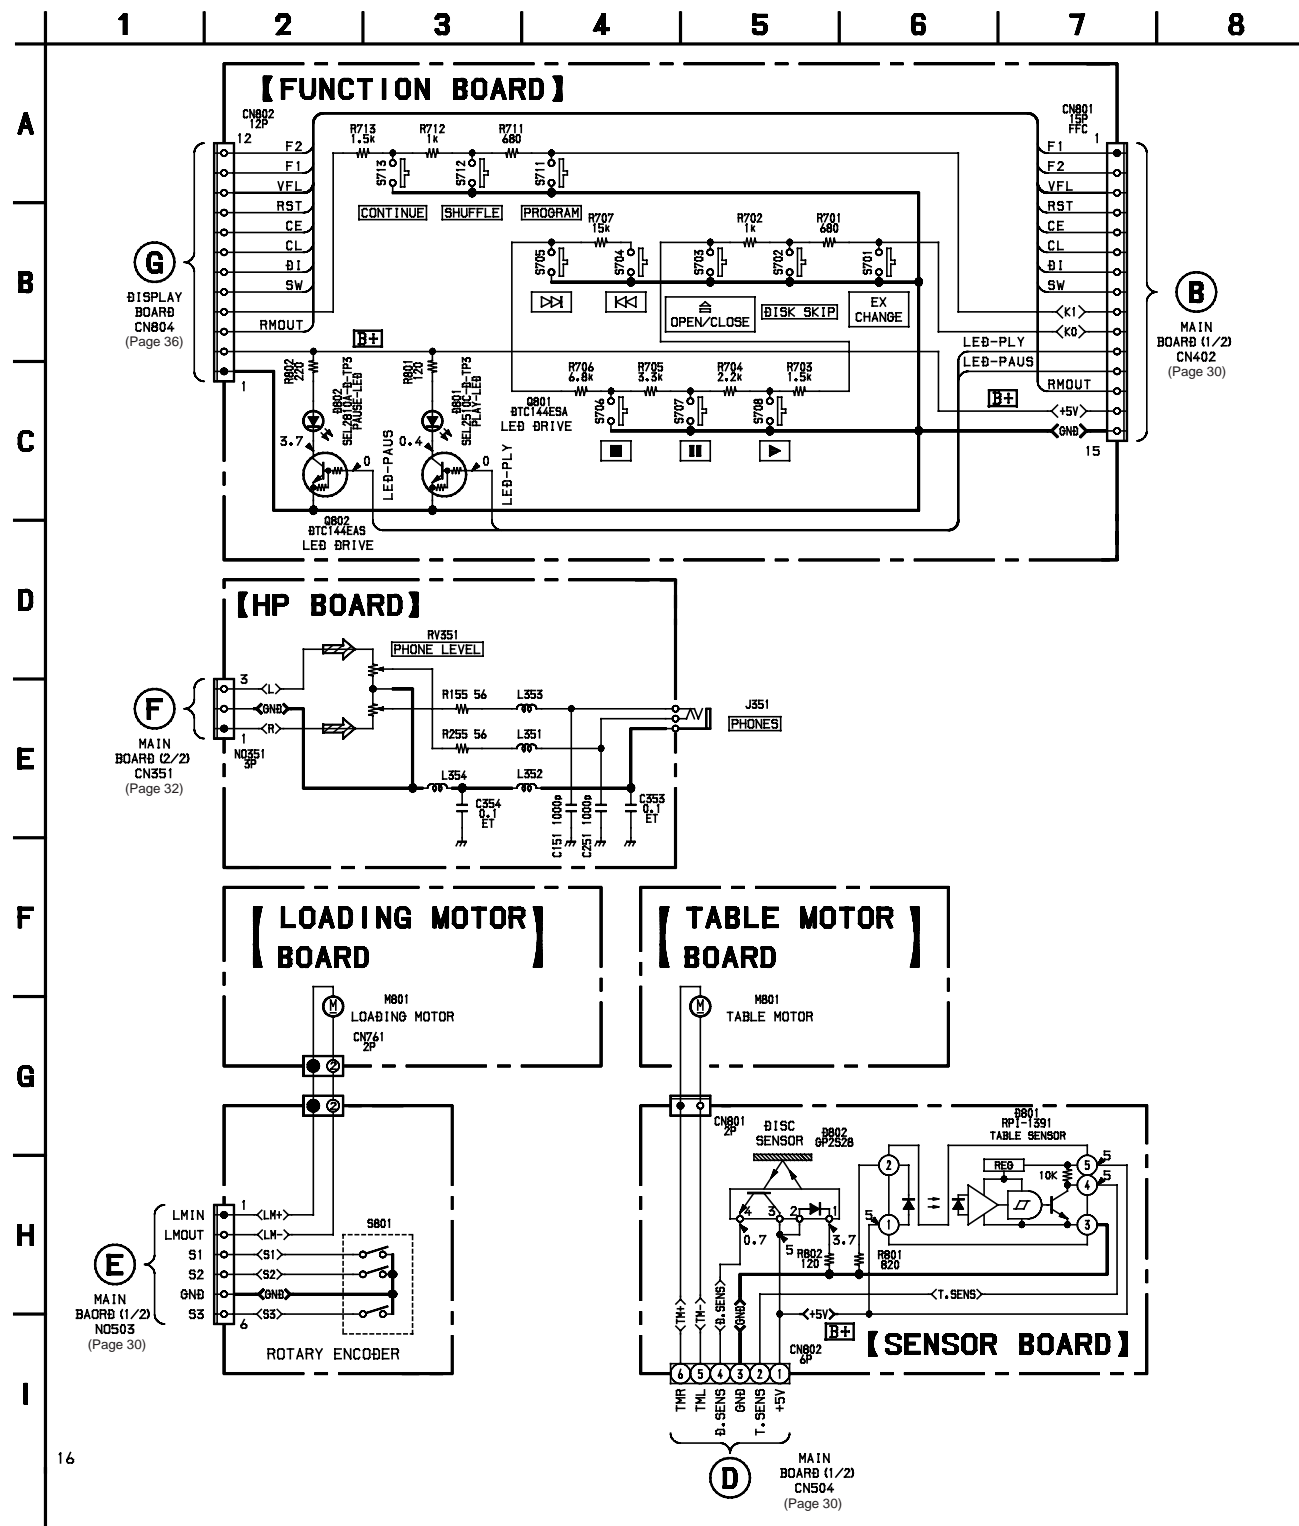 1 2 3 4 5 6 7 8
A
B
C
D
E
F
G
H
I
【FUNCTION BOARD】
CN802
12P
12
F2
F1
VFL
RST
CE
CL
DI
SW
RMOUT
1
G
DISPLAY
BOARD
CN804
(Page 36)
R713
1.5k
R712
1k
R711
680
S713
S712
S711
CONTINUE
SHUFFLE
PROGRAM
R707
15k
R702
1k
R701
680
S705
S704
S703
S702
S701
OPEN/CLOSE
DISK SKIP
EX
CHANGE
CN801
15P
FFC
1
F1
F2
VFL
RST
CE
CL
DI
SW
K1
K0
LED-PLY
LED-PAUS
RMOUT
B+
+5V
GND
15
B
MAIN
BOARD (1/2)
CN402
(Page 30)
B+
R802
220
D802
SEL2810A-D-TP3
PAUSE-LED
R801
120
D801
SEL2510C-D-TP3
PLAY-LED
3.7
0
LED-PAUS
0.4
0
LED-PLY
Q801
DTC144ESA
LED DRIVE
Q802
DTC144EAS
LED DRIVE
R706
6.8k
R705
3.3k
R704
2.2k
R703
1.5k
S706
S707
S708
【HP BOARD】
RV351
PHONE LEVEL
3
L
GND
R
1
NO351
3P
F
MAIN
BOARD (2/2)
CN351
(Page 32)
R155 56
L353
R255 56
L351
L354
L352
C354
0.1
ET
C151 1000p
C251 1000p
C353
0.1
ET
J351
PHONES
【LOADING MOTOR
BOARD】
M
M801
LOADING MOTOR
CN761
2P
2
2
【TABLE MOTOR
BOARD】
M
M801
TABLE MOTOR
CN801
2P
E
MAIN
BAORD (1/2)
NO503
(Page 30)
LMIN
LMOUT
S1
S2
GND
S3
1
6
LM+
LM-
S1
S2
GND
S3
S801
ROTARY ENCODER
DISC
SENSOR
D802
GP2S28
4 3 2 1
0.7
5
3.7
R802
120
R801
820
D801
RPI-1391
TABLE SENSOR
REG
10K
2
1
5
5
5
4
5
3
T.SENS
TM+
TM-
D.SENS
GND
+5V
B+
【SENSOR BOARD】
CN802
6P
6 5 4 3 2 1
TMR
TML
D.SENS
GND
T.SENS
+5V
D
MAIN
BOARD (1/2)
CN504
(Page 30)
16